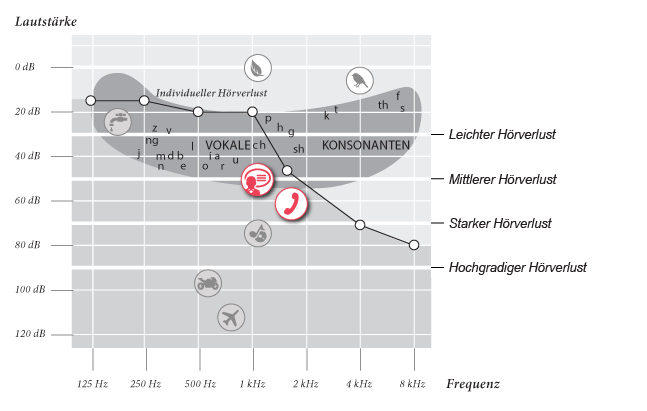 Lautstärke
0 dB
20 dB
40 dB
60 dB
80 dB
100 dB
120 dB
Individueller Hörverlust
z v
ng
j
m d b
n e
l
VOKALE
i a
o r u
ch
p
h g
sh
k t
f
th s
KONSONANTEN
Leichter Hörverlust
Mittlerer Hörverlust
Starker Hörverlust
Hochgradiger Hörverlust
125 Hz 250 Hz 500 Hz 1 kHz 2 kHz 4 kHz 8 kHz Frequenz